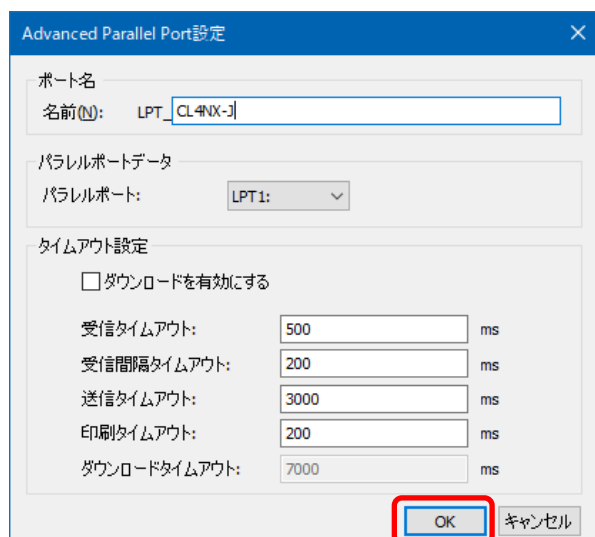 Advanced Parallel Port設定
ポート名
名前(N): LPT_CL4NX-J
パラレルポートデータ
パラレルポート: LPT1:
タイムアウト設定
ダウンロードを有効にする
受信タイムアウト: 500 ms
受信間隔タイムアウト: 200 ms
送信タイムアウト: 3000 ms
印刷タイムアウト: 200 ms
ダウンロードタイムアウト: 7000 ms
OK キャンセル